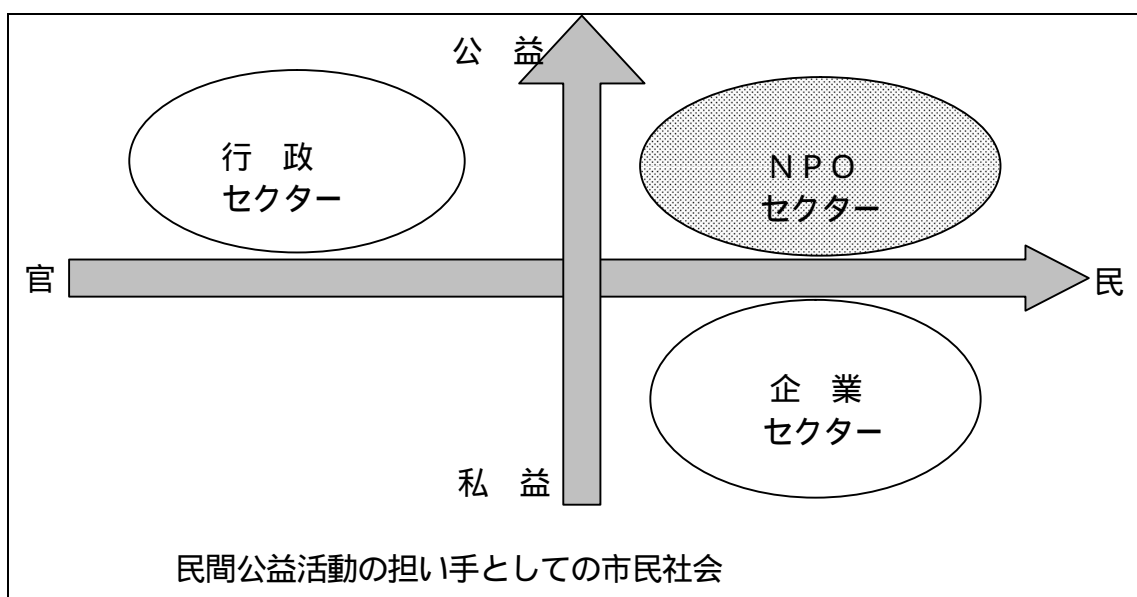 公　益
行　政
セクター
ＮＰＯ
セクター
官
民
企　業
セクター
私　益
民間公益活動の担い手としての市民社会